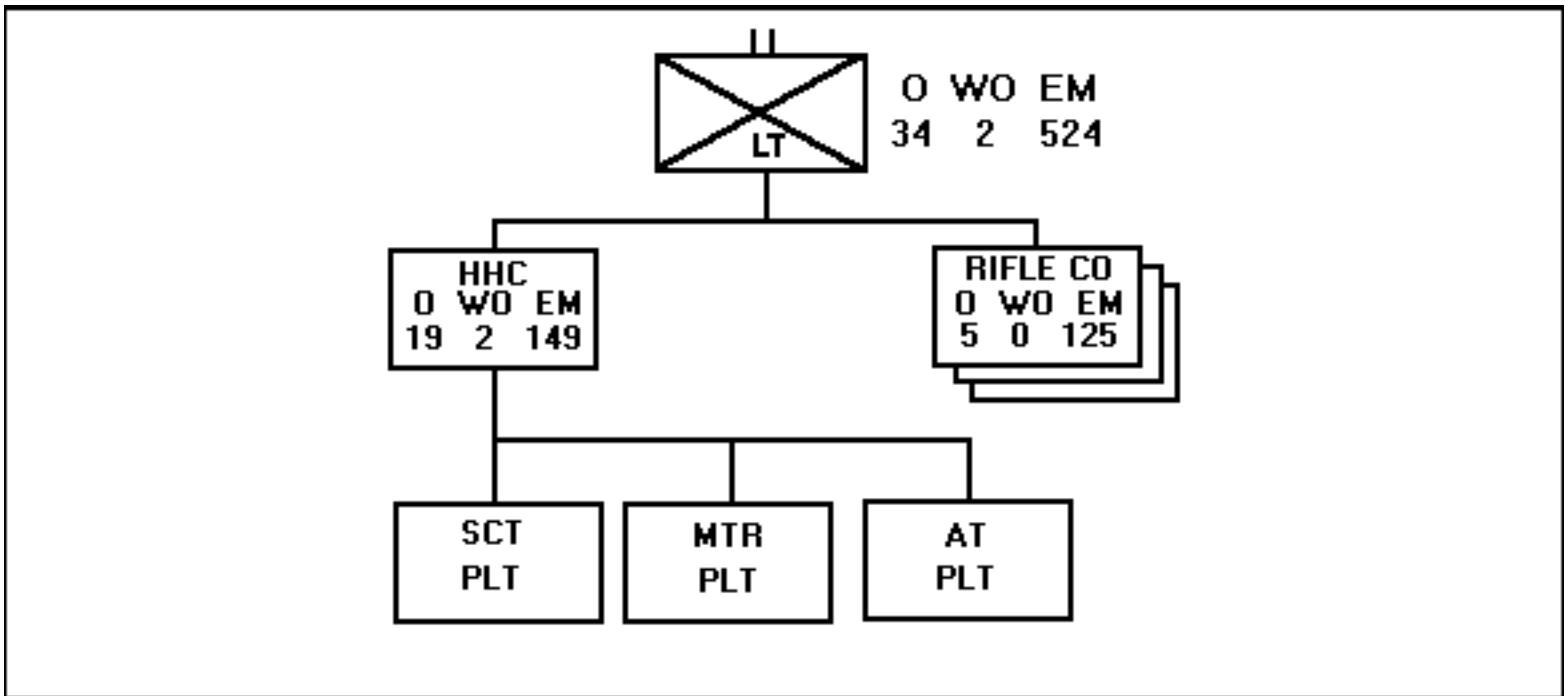 O WO EM
34 2 524
LT
HHC
O WO EM
19 2 149
RIFLE CO
O WO EM
5 0 125
SCT
PLT
MTR
PLT
AT
PLT